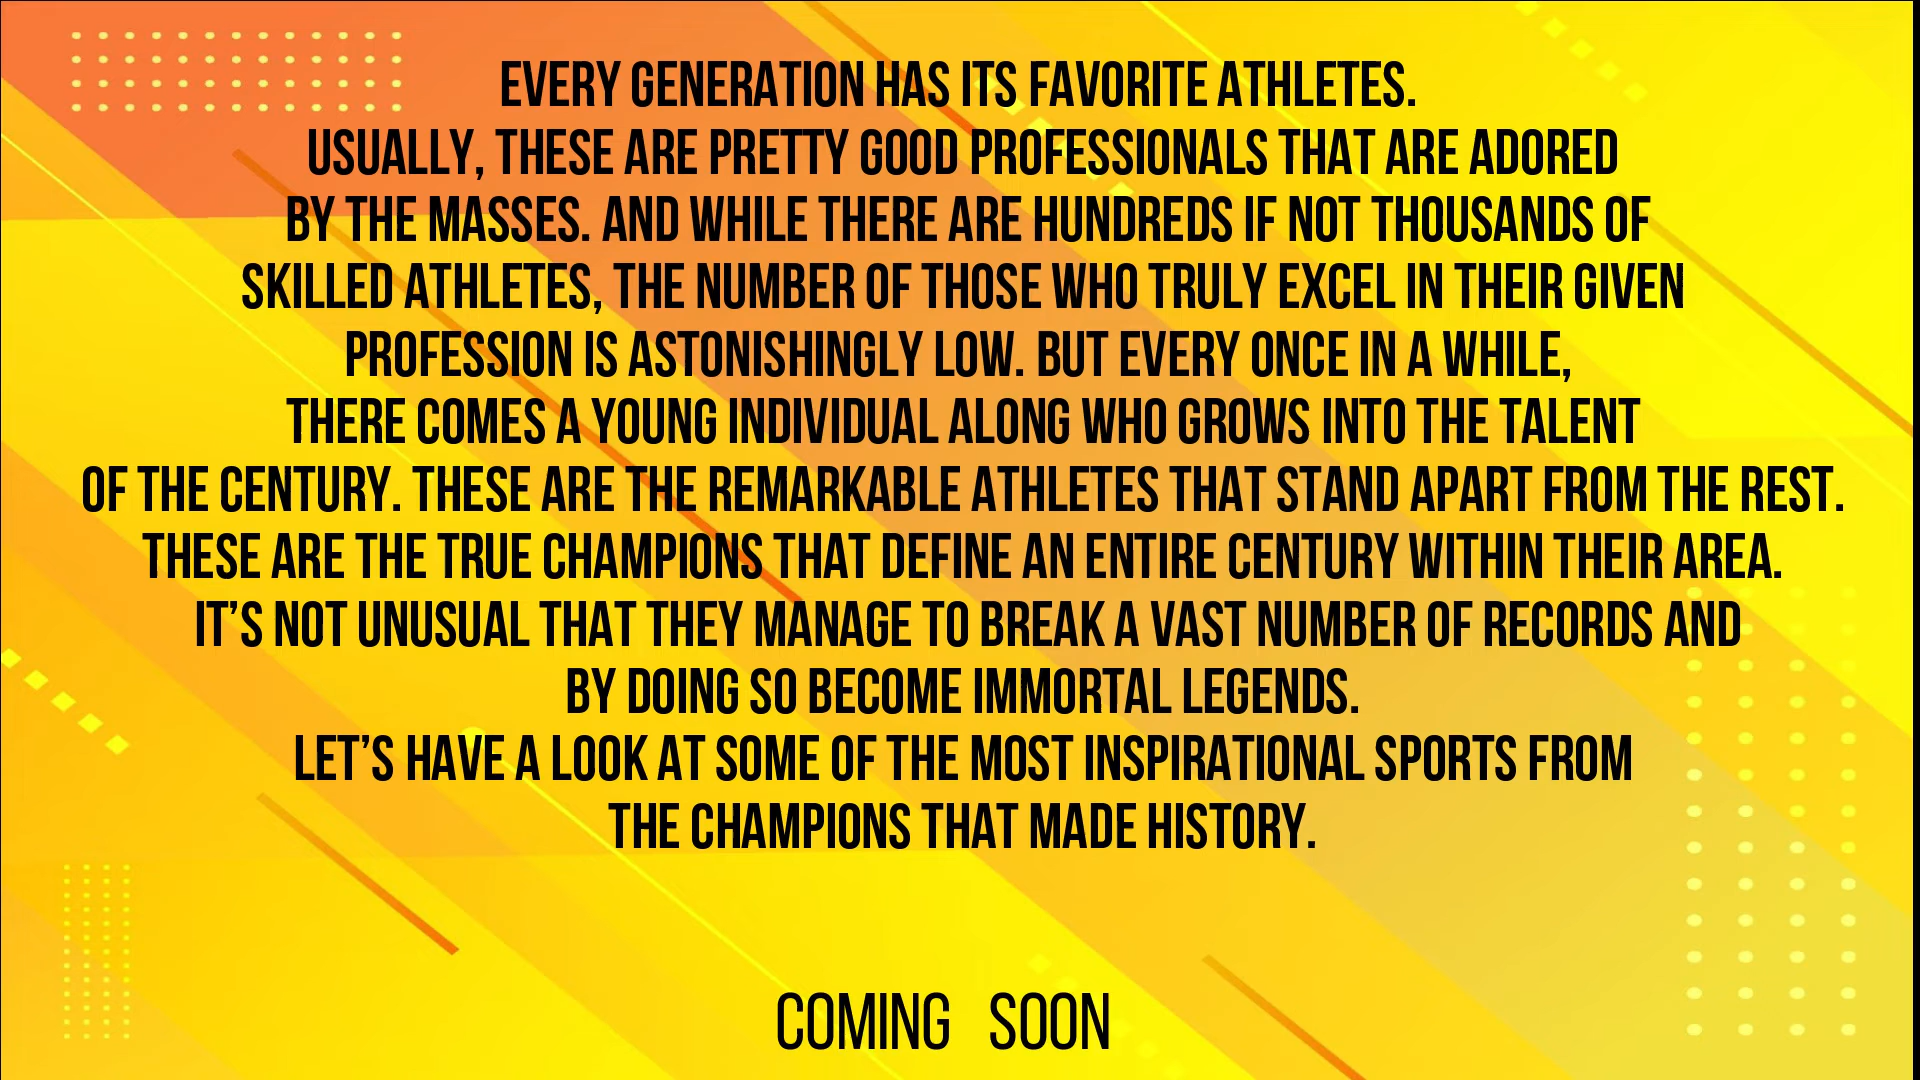 EVERY GENERATION HAS ITS FAVORITE ATHLETES.
USUALLY, THESE ARE PRETTY GOOD PROFESSIONALS THAT ARE ADORED
BY THE MASSES. AND WHILE THERE ARE HUNDREDS IF NOT THOUSANDS OF
SKILLED ATHLETES, THE NUMBER OF THOSE WHO TRULY EXCEL IN THEIR GIVEN
PROFESSION IS ASTONISHINGLY LOW. BUT EVERY ONCE IN A WHILE,
THERE COMES A YOUNG INDIVIDUAL ALONG WHO GROWS INTO THE TALENT
OF THE CENTURY. THESE ARE THE REMARKABLE ATHLETES THAT STAND APART FROM THE REST.
THESE ARE THE TRUE CHAMPIONS THAT DEFINE AN ENTIRE CENTURY WITHIN THEIR AREA.
IT’S NOT UNUSUAL THAT THEY MANAGE TO BREAK A VAST NUMBER OF RECORDS AND
BY DOING SO BECOME IMMORTAL LEGENDS.
LET’S HAVE A LOOK AT SOME OF THE MOST INSPIRATIONAL SPORTS FROM
THE CHAMPIONS THAT MADE HISTORY.
COMING SOON